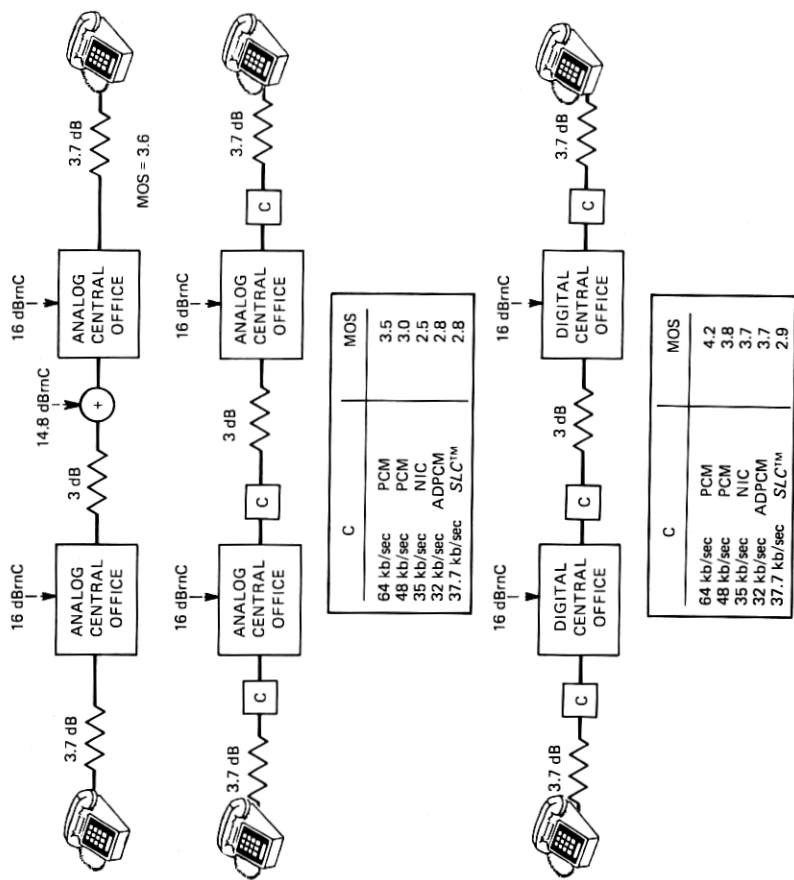 16 dBrnC
14.8 dBrnC
16 dBrnC
3.7 dB
ANALOG
CENTRAL
OFFICE
3 dB
+
ANALOG
CENTRAL
OFFICE
3.7 dB
MOS = 3.6
16 dBrnC
16 dBrnC
3.7 dB
C
ANALOG
CENTRAL
OFFICE
C
3 dB
ANALOG
CENTRAL
OFFICE
C
3.7 dB
C MOS
64 kb/sec PCM 3.5
48 kb/sec PCM 3.0
35 kb/sec NIC 2.5
32 kb/sec ADPCM 2.8
37.7 kb/sec SLC™ 2.8
16 dBrnC
16 dBrnC
3.7 dB
C
DIGITAL
CENTRAL
OFFICE
C
3 dB
DIGITAL
CENTRAL
OFFICE
C
3.7 dB
C MOS
64 kb/sec PCM 4.2
48 kb/sec PCM 3.8
35 kb/sec NIC 3.7
32 kb/sec ADPCM 3.7
37.7 kb/sec SLC™ 2.9